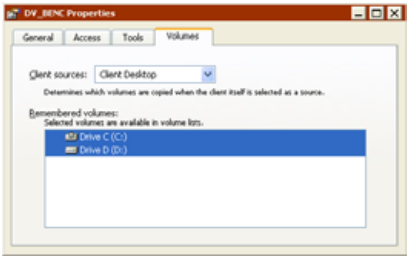 DV_BENC Properties
General Access Tools Volumes
Client sources: Client Desktop
Determines which volumes are copied when the client itself is selected as a source.
Remembered volumes:
Selected volumes are available in volume lists.
Drive C (C:)
Drive D (D:)